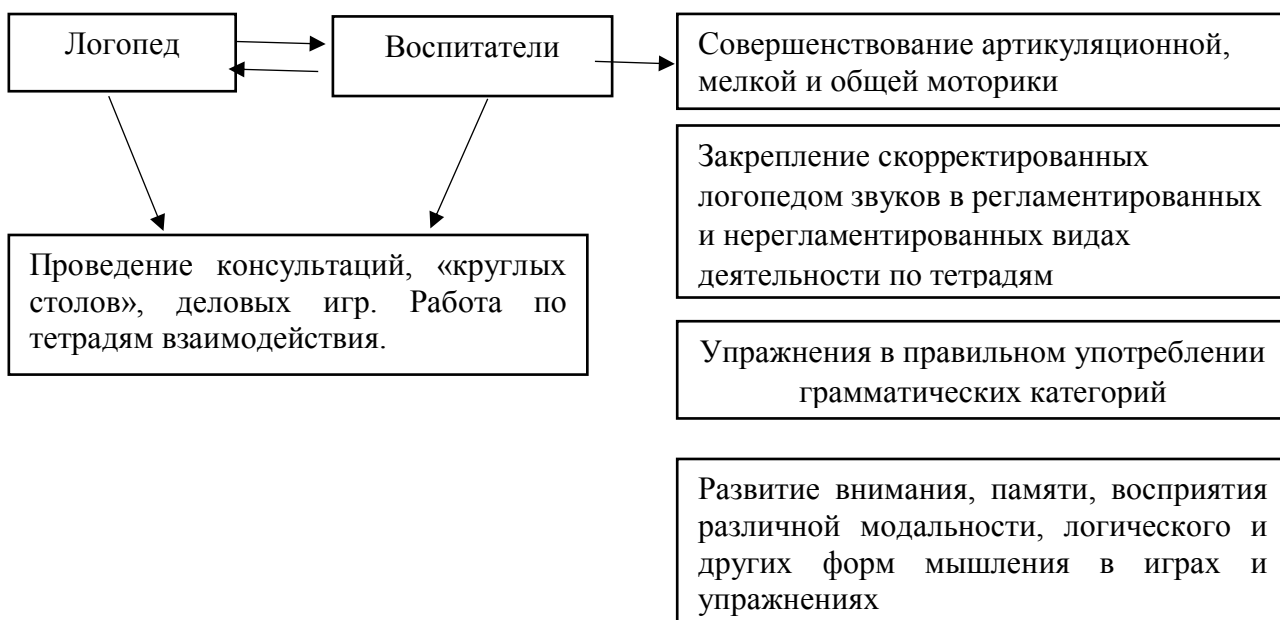 Логопед
Воспитатели
Совершенствование артикуляционной,
мелкой и общей моторики
Закрепление скорректированных
логопедом звуков в регламентированных
и нерегламентированных видах
деятельности по тетрадям
Проведение консультаций, «круглых
столов», деловых игр. Работа по
тетрадям взаимодействия.
Упражнения в правильном употреблении
грамматических категорий
Развитие внимания, памяти, восприятия
различной модальности, логического и
других форм мышления в играх и
упражнениях